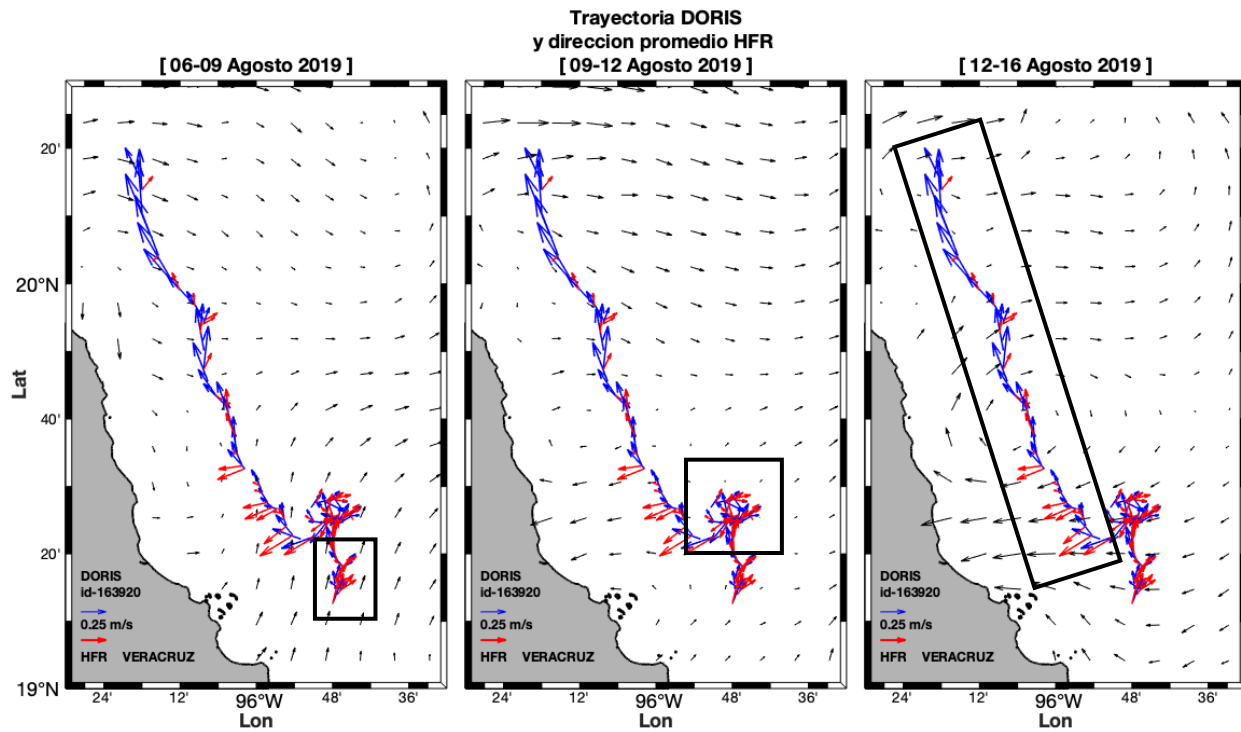 Trayectoria DORIS
y direccion promedio HFR
[ 06-09 Agosto 2019 ]
[ 09-12 Agosto 2019 ]
[ 12-16 Agosto 2019 ]
20'
20°N
40'
20'
19°N
Lat
DORIS
id-163920
0.25 m/s
HFR VERACRUZ
24'
12'
96°W
48'
36'
Lon
DORIS
id-163920
0.25 m/s
HFR VERACRUZ
24'
12'
96°W
48'
36'
Lon
DORIS
id-163920
0.25 m/s
HFR VERACRUZ
24'
12'
96°W
48'
36'
Lon